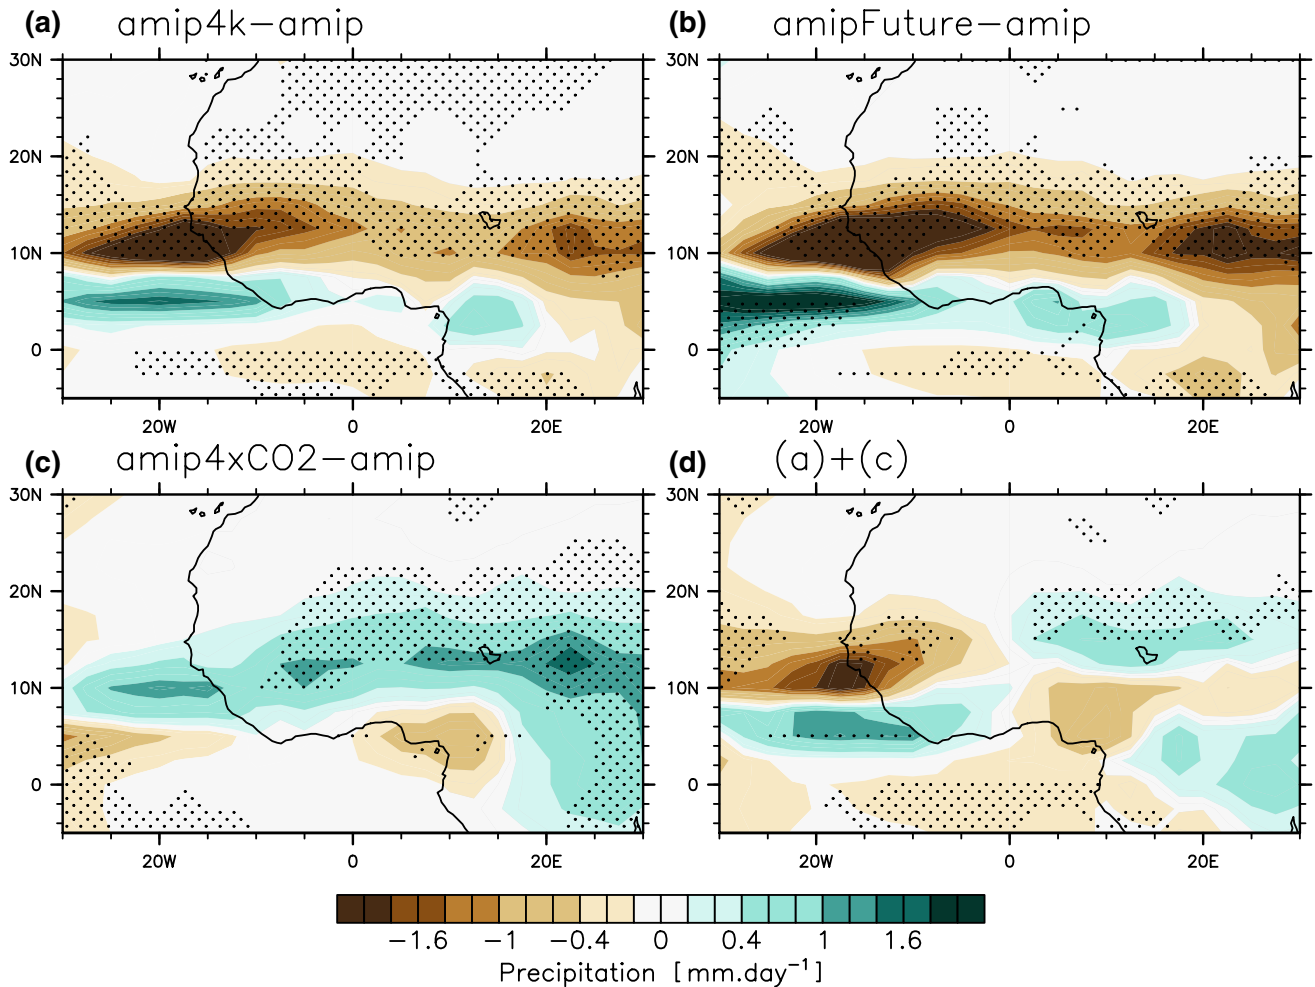 (a) amip4k−amip
(b) amipFuture−amip
30N 30N
20N 20N
10N 10N
0 0
20W 0 20E 20W 0 20E
(c) amip4xCO2−amip
(d) (a)+(c)
30N 30N
20N 20N
10N 10N
0 0
20W 0 20E 20W 0 20E
−1.6 −1 −0.4 0 0.4 1 1.6
Precipitation [mm.day⁻¹]